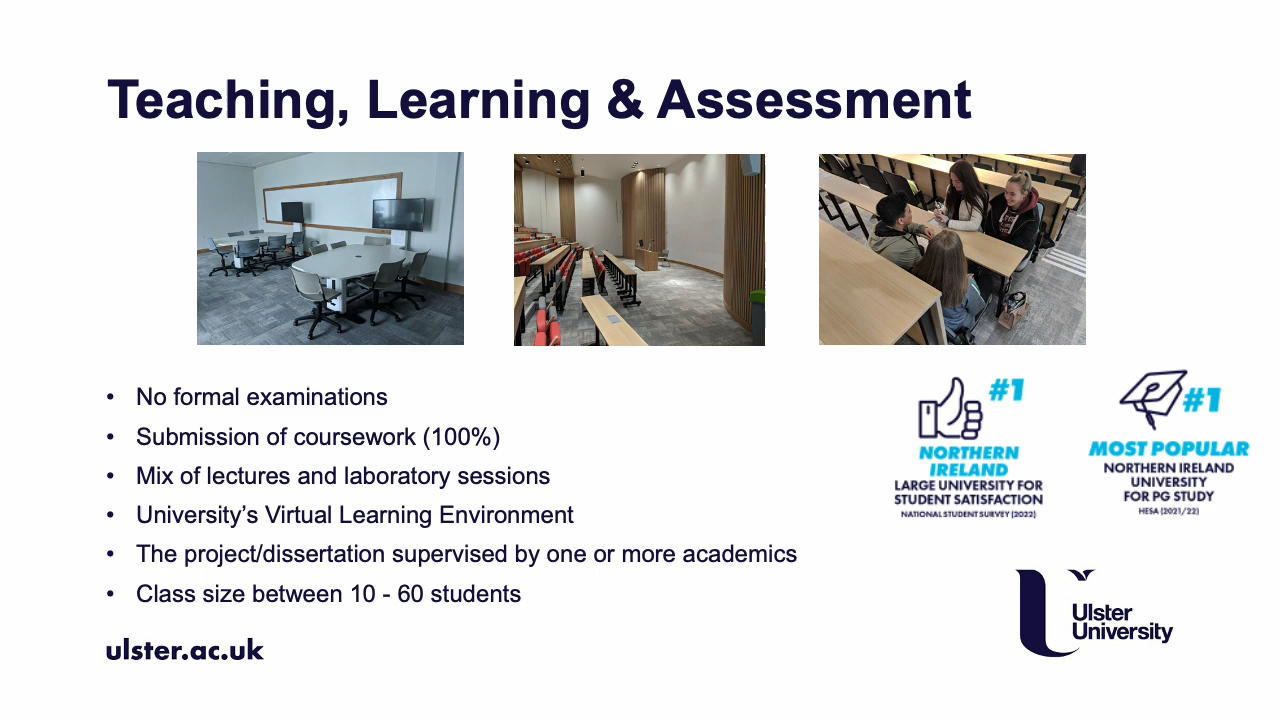 Teaching, Learning & Assessment
• No formal examinations
• Submission of coursework (100%)
• Mix of lectures and laboratory sessions
• University’s Virtual Learning Environment
• The project/dissertation supervised by one or more academics
• Class size between 10 - 60 students
#1
NORTHERN
IRELAND
LARGE UNIVERSITY FOR
STUDENT SATISFACTION
NATIONAL STUDENT SURVEY (2022)
#1
MOST POPULAR
NORTHERN IRELAND
UNIVERSITY
FOR PG STUDY
HESA (2021/22)
ulster.ac.uk
Ulster
University